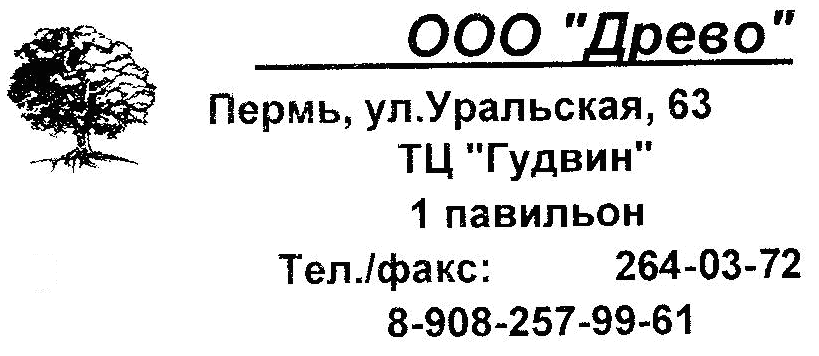 ООО "Древо"
Пермь, ул.Уральская, 63
ТЦ "Гудвин"
1 павильон
Тел./факс: 264-03-72
8-908-257-99-61